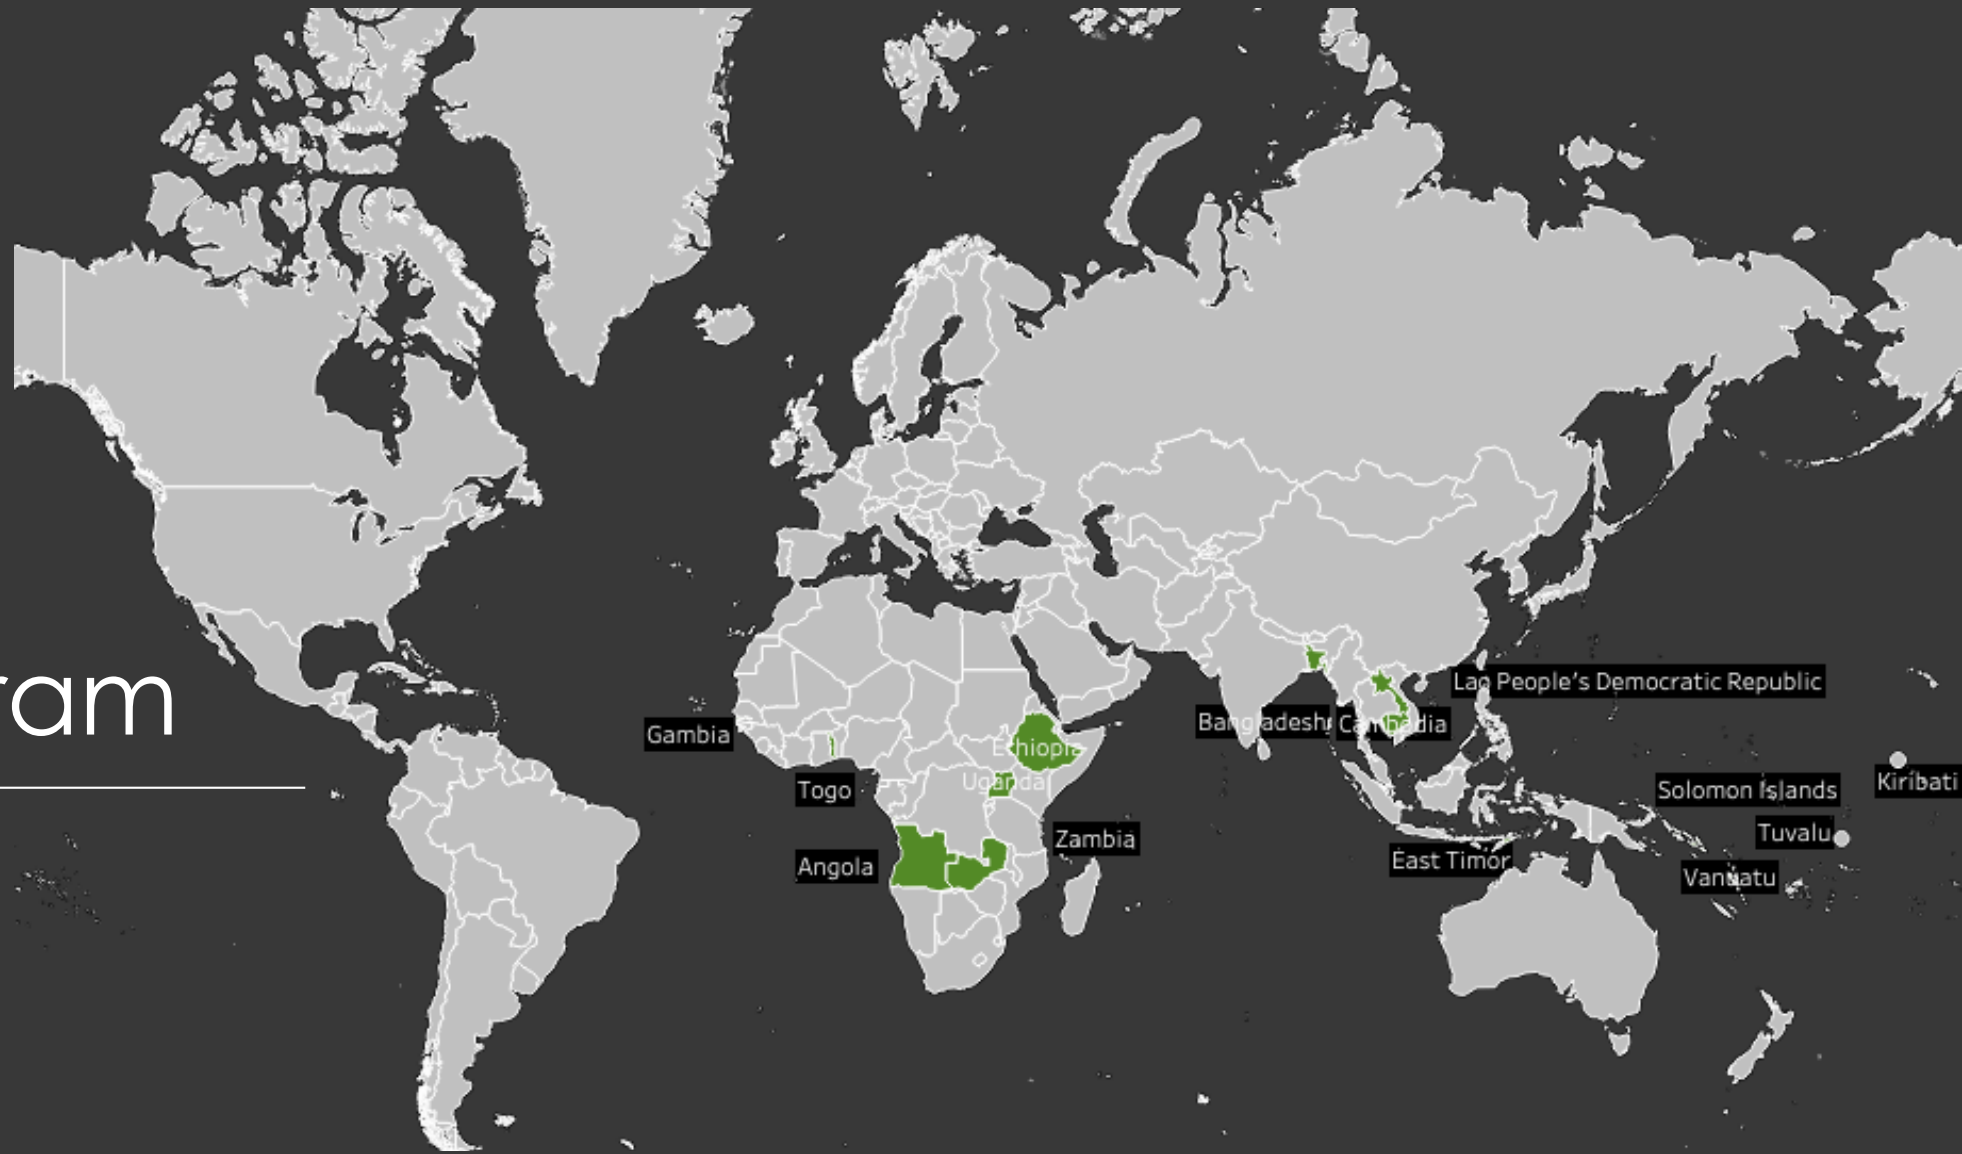 ram
Lao People's Democratic Republic
Gambia
Bangladesh
Cambodia
Ethiopia
Uganda
Togo
Kiribati
Solomon Islands
Zambia
Tuvalu
East Timor
Angola
Vanuatu